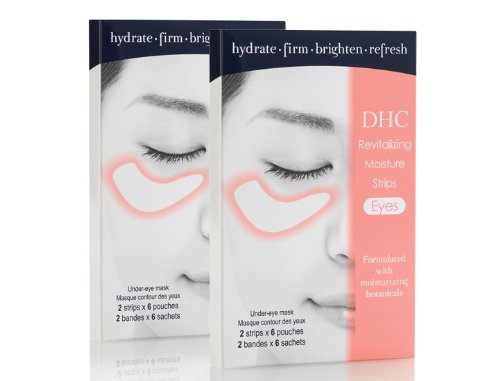 hydrate · firm · bri
Under-eye mask
Masque contour des yeux
2 strips x 6 pouches
2 bandes x 6 sachets
hydrate · firm · brighten · refresh
DHC
Revitalizing
Moisture
Strips
Eyes
Formulated
with
moisturizing
botanicals
Under-eye mask
Masque contour des yeux
2 strips x 6 pouches
2 bandes x 6 sachets